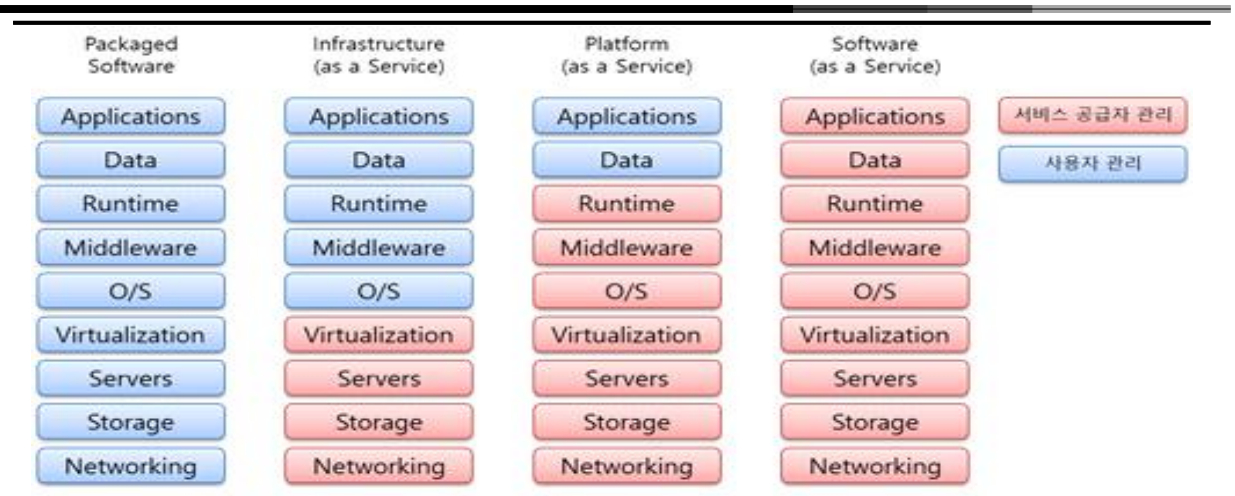 Packaged
Software
Infrastructure
(as a Service)
Platform
(as a Service)
Software
(as a Service)
Applications
Applications
Applications
Applications
서비스 공급자 관리
Data
Data
Data
Data
사용자 관리
Runtime
Runtime
Runtime
Runtime
Middleware
Middleware
Middleware
Middleware
O/S
O/S
O/S
O/S
Virtualization
Virtualization
Virtualization
Virtualization
Servers
Servers
Servers
Servers
Storage
Storage
Storage
Storage
Networking
Networking
Networking
Networking